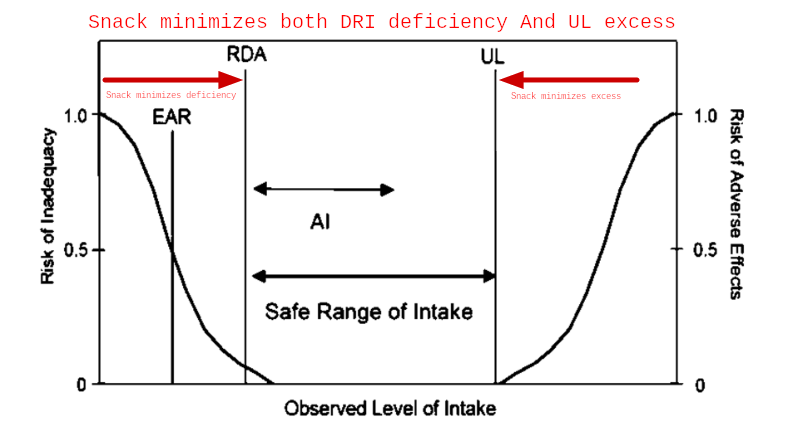 Snack minimizes both DRI deficiency And UL excess
RDA
UL
Snack minimizes deficiency
Snack minimizes excess
1.0
EAR
1.0
Risk of Inadequacy
Risk of Adverse Effects
AI
0.5
0.5
Safe Range of Intake
0
0
Observed Level of Intake